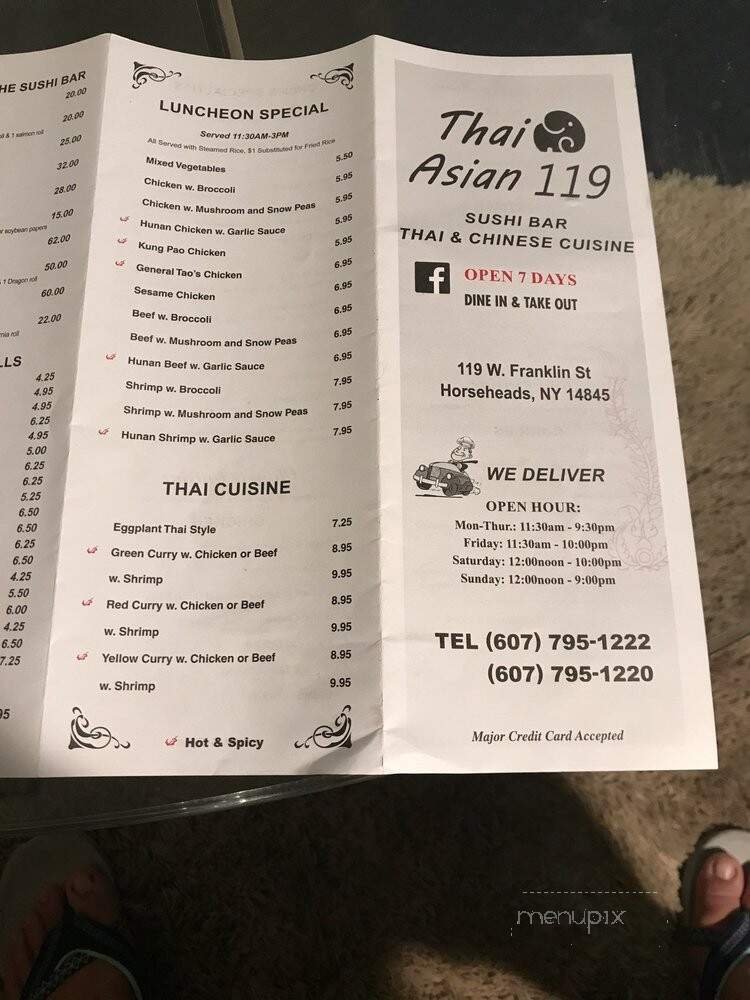 HE SUSHI BAR
20.00
20.00
ll & 1 salmon roll
25.00
32.00
28.00
15.00
r soybean papers
62.00
50.00
& 1 Dragon roll
60.00
22.00
rnia roll
LLS
4.25
4.95
4.95
6.25
4.95
5.00
6.25
6.25
5.25
6.50
6.50
6.25
6.50
4.25
5.50
6.00
4.25
6.50
7.25
95
LUNCHEON SPECIAL
Served 11:30AM-3PM
All Served with Steamed Rice, $1 Substituted for Fried Rice
Mixed Vegetables 5.50
Chicken w. Broccoli 5.95
Chicken w. Mushroom and Snow Peas 5.95
Hunan Chicken w. Garlic Sauce 5.95
Kung Pao Chicken 5.95
General Tao's Chicken 6.95
Sesame Chicken 6.95
Beef w. Broccoli 6.95
Beef w. Mushroom and Snow Peas 6.95
Hunan Beef w. Garlic Sauce 6.95
Shrimp w. Broccoli 7.95
Shrimp w. Mushroom and Snow Peas 7.95
Hunan Shrimp w. Garlic Sauce 7.95
THAI CUISINE
Eggplant Thai Style 7.25
Green Curry w. Chicken or Beef 8.95
w. Shrimp 9.95
Red Curry w. Chicken or Beef 8.95
w. Shrimp 9.95
Yellow Curry w. Chicken or Beef 8.95
w. Shrimp 9.95
Hot & Spicy
Thai
Asian 119
SUSHI BAR
THAI & CHINESE CUISINE
f OPEN 7 DAYS
DINE IN & TAKE OUT
119 W. Franklin St
Horseheads, NY 14845
WE DELIVER
OPEN HOUR:
Mon-Thur.: 11:30am - 9:30pm
Friday: 11:30am - 10:00pm
Saturday: 12:00noon - 10:00pm
Sunday: 12:00noon - 9:00pm
TEL (607) 795-1222
(607) 795-1220
Major Credit Card Accepted
menupix